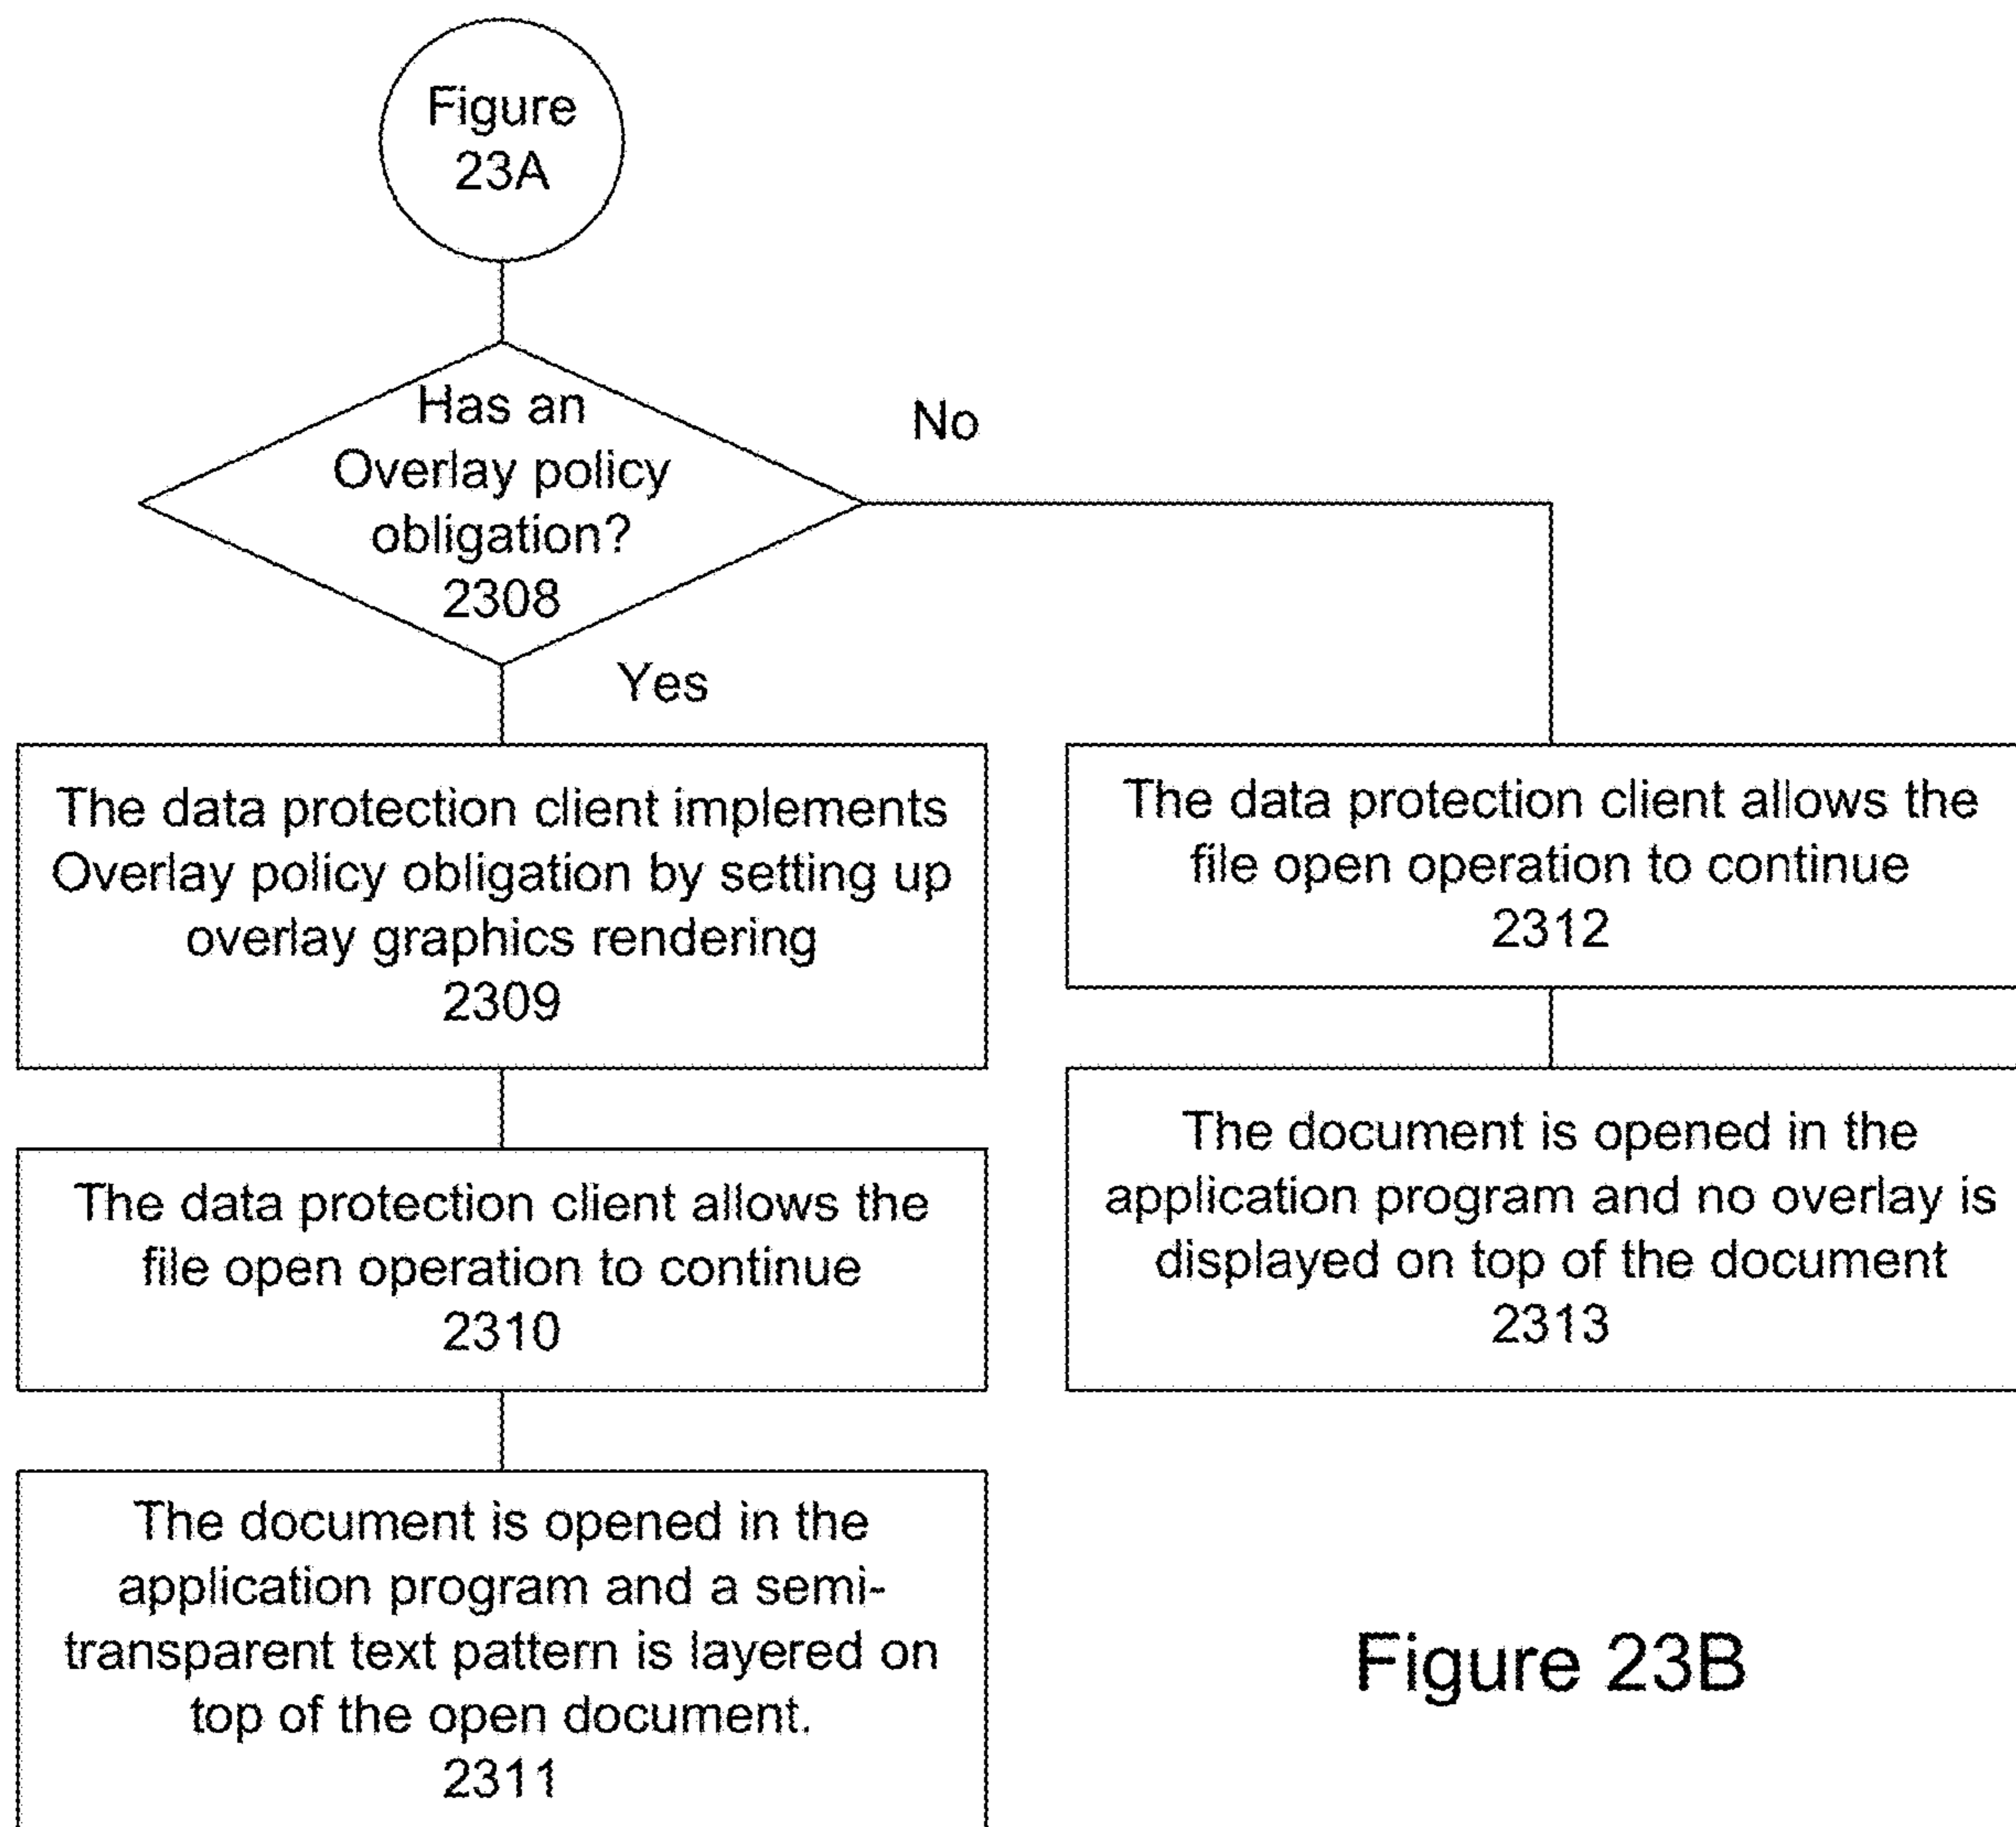 Figure
23A
Has an
Overlay policy
obligation?
2308
No
Yes
The data protection client implements
Overlay policy obligation by setting up
overlay graphics rendering
2309
The data protection client allows the
file open operation to continue
2310
The document is opened in the
application program and a semi-
transparent text pattern is layered on
top of the open document.
2311
The data protection client allows the
file open operation to continue
2312
The document is opened in the
application program and no overlay is
displayed on top of the document
2313
Figure 23B